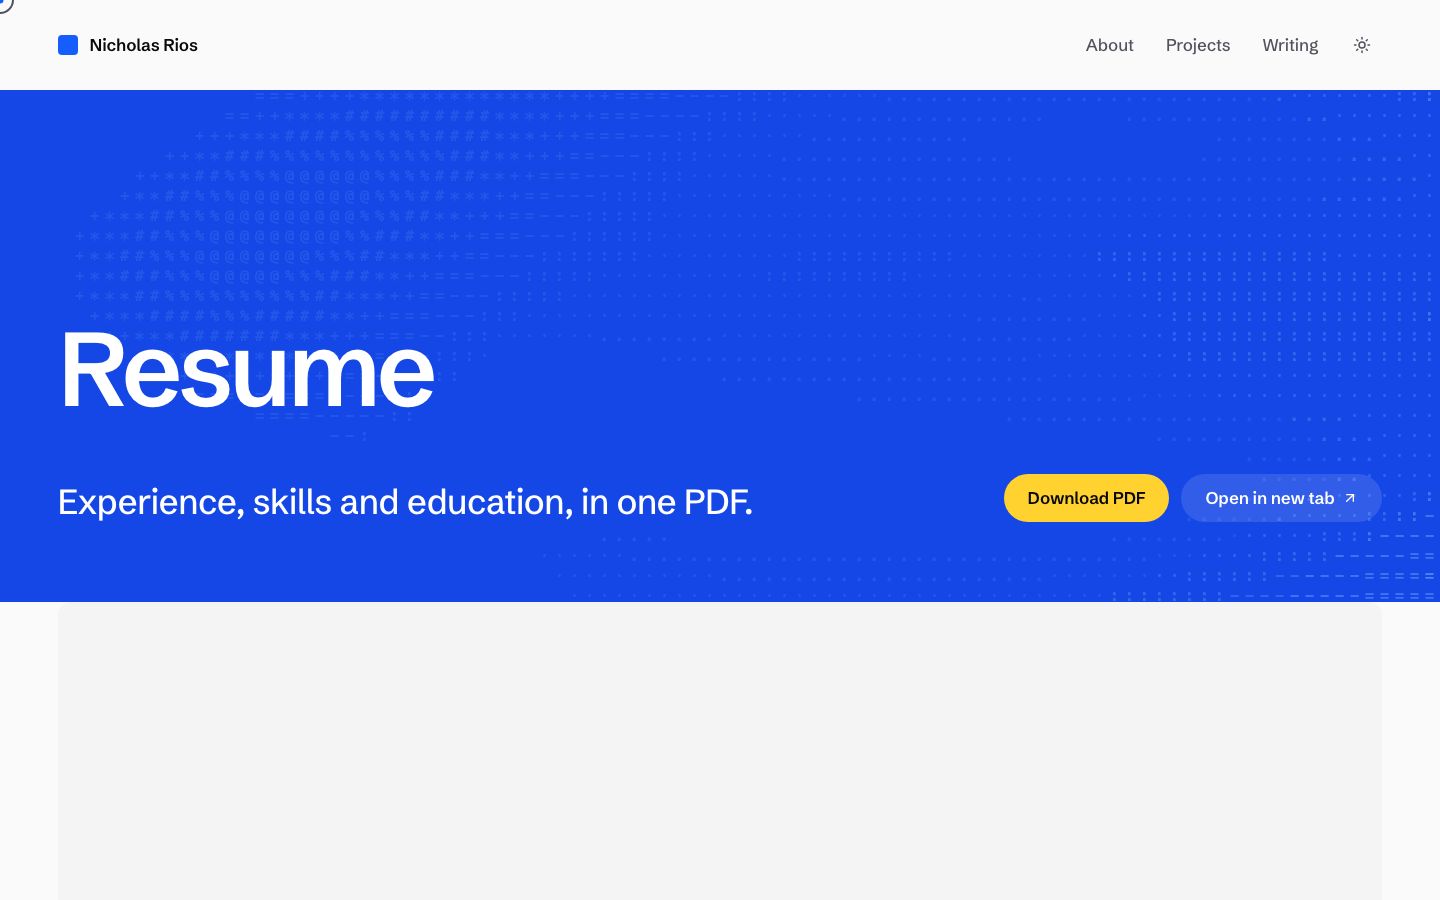 Nicholas Rios
About
Projects
Writing
Resume
Experience, skills and education, in one PDF.
Download PDF
Open in new tab